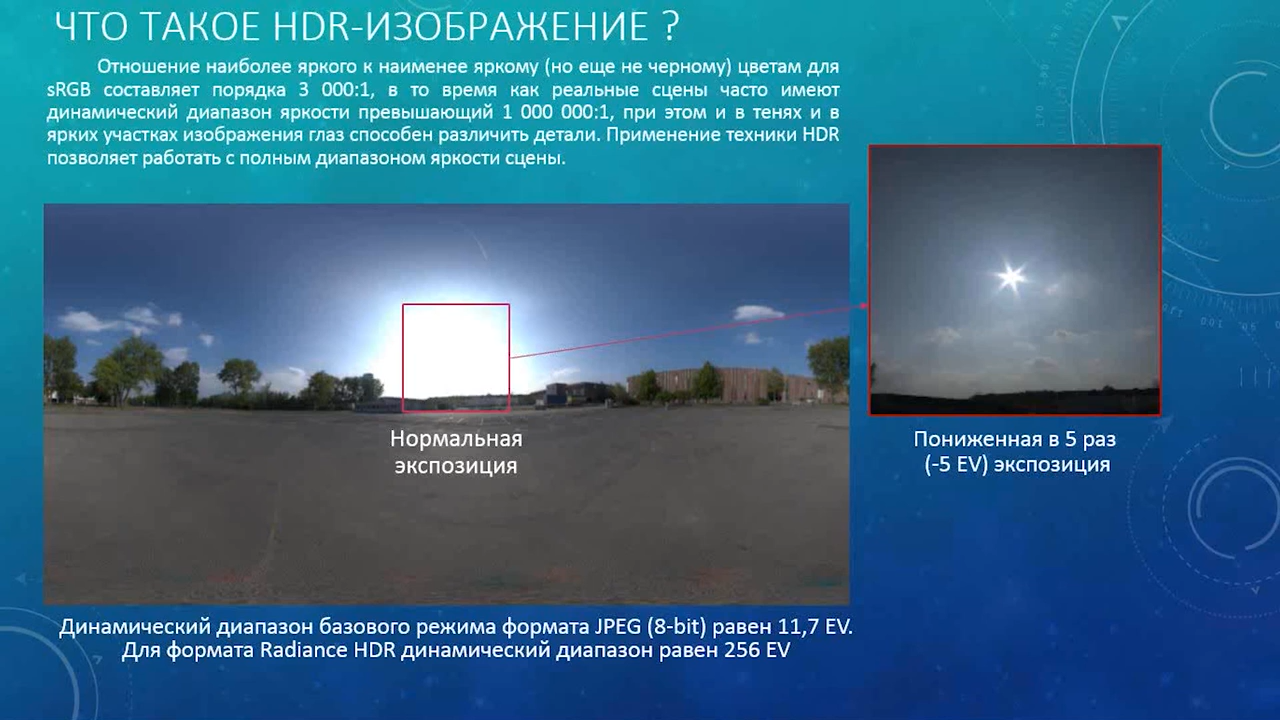 ЧТО ТАКОЕ HDR-ИЗОБРАЖЕНИЕ ?
Отношение наиболее яркого к наименее яркому (но еще не черному) цветам для
sRGB составляет порядка 3 000:1, в то время как реальные сцены часто имеют
динамический диапазон яркости превышающий 1 000 000:1, при этом и в тенях и в
ярких участках изображения глаз способен различить детали. Применение техники HDR
позволяет работать с полным диапазоном яркости сцены.
Нормальная
экспозиция
Пониженная в 5 раз
(-5 EV) экспозиция
Динамический диапазон базового режима формата JPEG (8-bit) равен 11,7 EV.
Для формата Radiance HDR динамический диапазон равен 256 EV